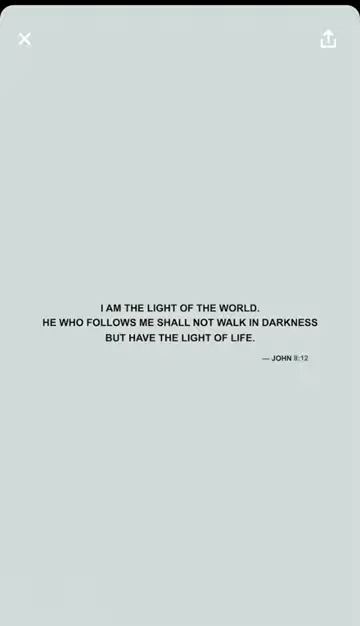 I AM THE LIGHT OF THE WORLD.
HE WHO FOLLOWS ME SHALL NOT WALK IN DARKNESS
BUT HAVE THE LIGHT OF LIFE.
— JOHN 8:12